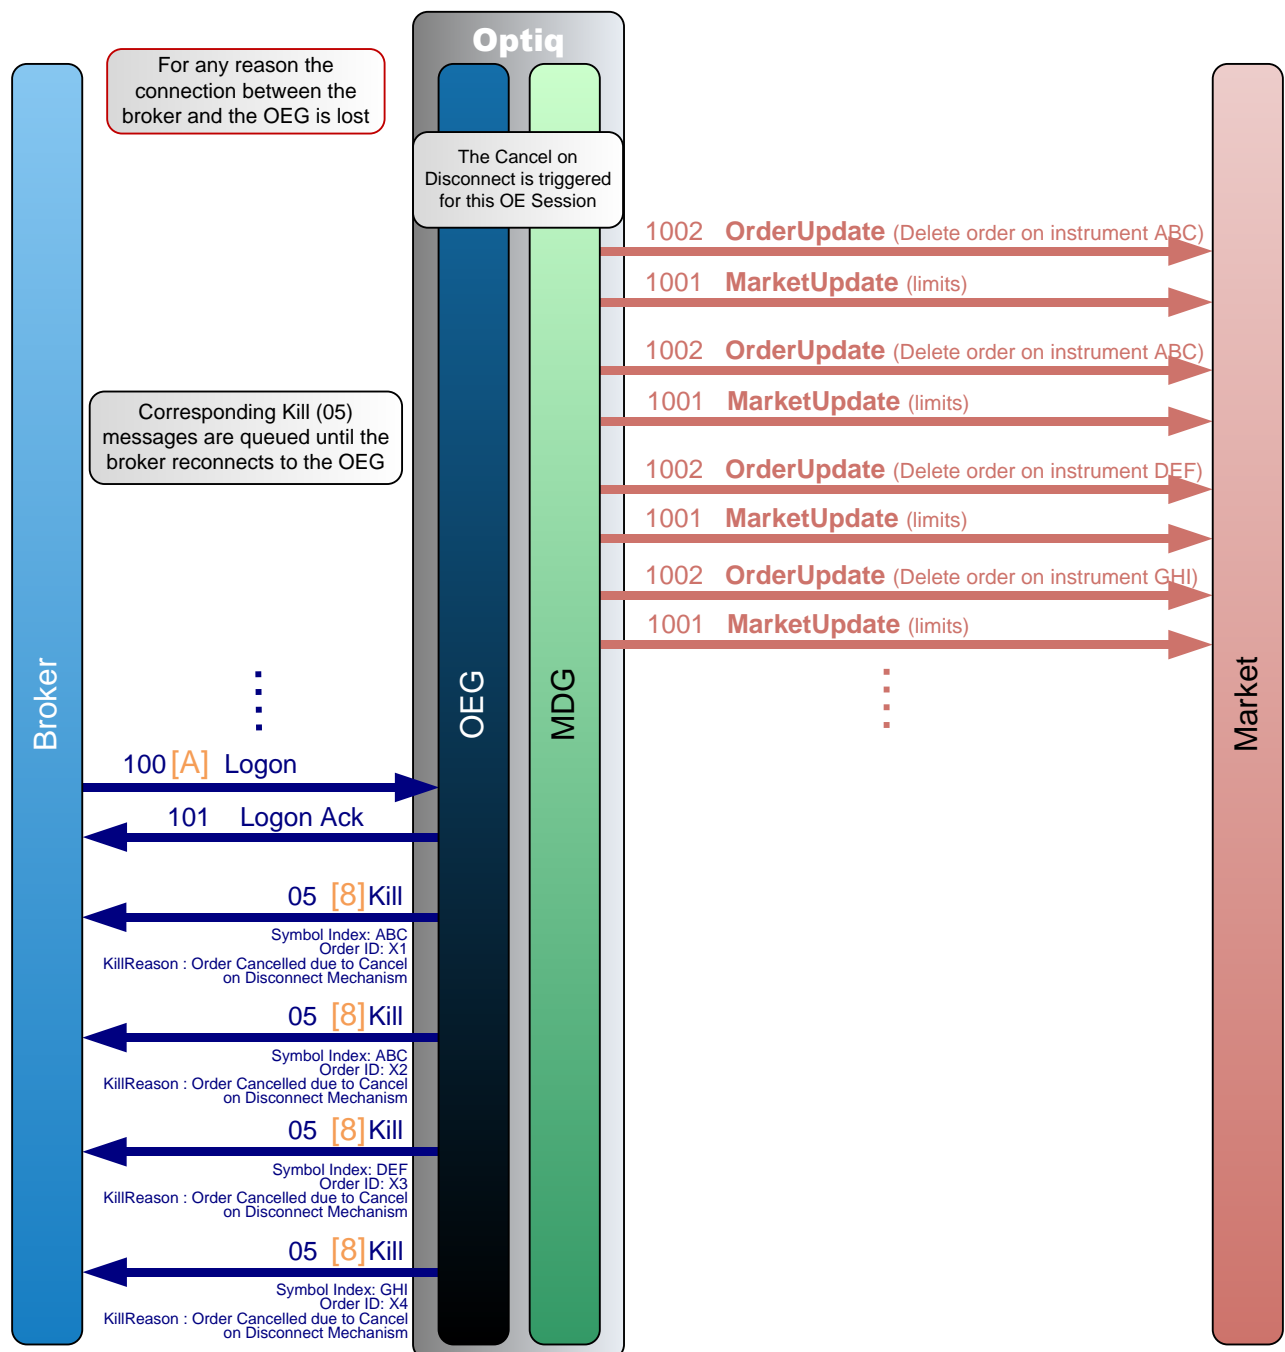 Optiq
For any reason the
connection between the
broker and the OEG is lost
The Cancel on
Disconnect is triggered
for this OE Session
1002 OrderUpdate (Delete order on instrument ABC)
1001 MarketUpdate (limits)
1002 OrderUpdate (Delete order on instrument ABC)
1001 MarketUpdate (limits)
Corresponding Kill (05)
messages are queued until the
broker reconnects to the OEG
1002 OrderUpdate (Delete order on instrument DEF)
1001 MarketUpdate (limits)
1002 OrderUpdate (Delete order on instrument GHI)
1001 MarketUpdate (limits)
Broker
OEG
MDG
Market
100 [A] Logon
101 Logon Ack
05 [8] Kill
Symbol Index: ABC
Order ID: X1
KillReason : Order Cancelled due to Cancel
on Disconnect Mechanism
05 [8] Kill
Symbol Index: ABC
Order ID: X2
KillReason : Order Cancelled due to Cancel
on Disconnect Mechanism
05 [8] Kill
Symbol Index: DEF
Order ID: X3
KillReason : Order Cancelled due to Cancel
on Disconnect Mechanism
05 [8] Kill
Symbol Index: GHI
Order ID: X4
KillReason : Order Cancelled due to Cancel
on Disconnect Mechanism